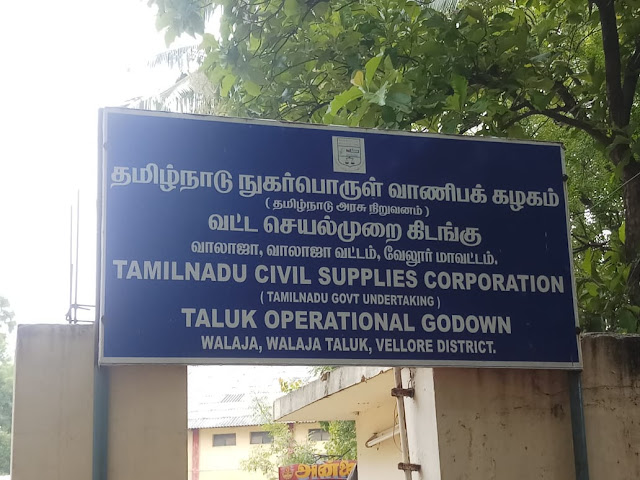 தமிழ்நாடு நுகர்பொருள் வாணிபக் கழகம்
( தமிழ்நாடு அரசு நிறுவனம் )
வட்ட செயல்முறை கிடங்கு
வாலாஜா, வாலாஜா வட்டம், வேலூர் மாவட்டம்.
TAMILNADU CIVIL SUPPLIES CORPORATION
( TAMILNADU GOVT UNDERTAKING )
TALUK OPERATIONAL GODOWN
WALAJA, WALAJA TALUK, VELLORE DISTRICT.